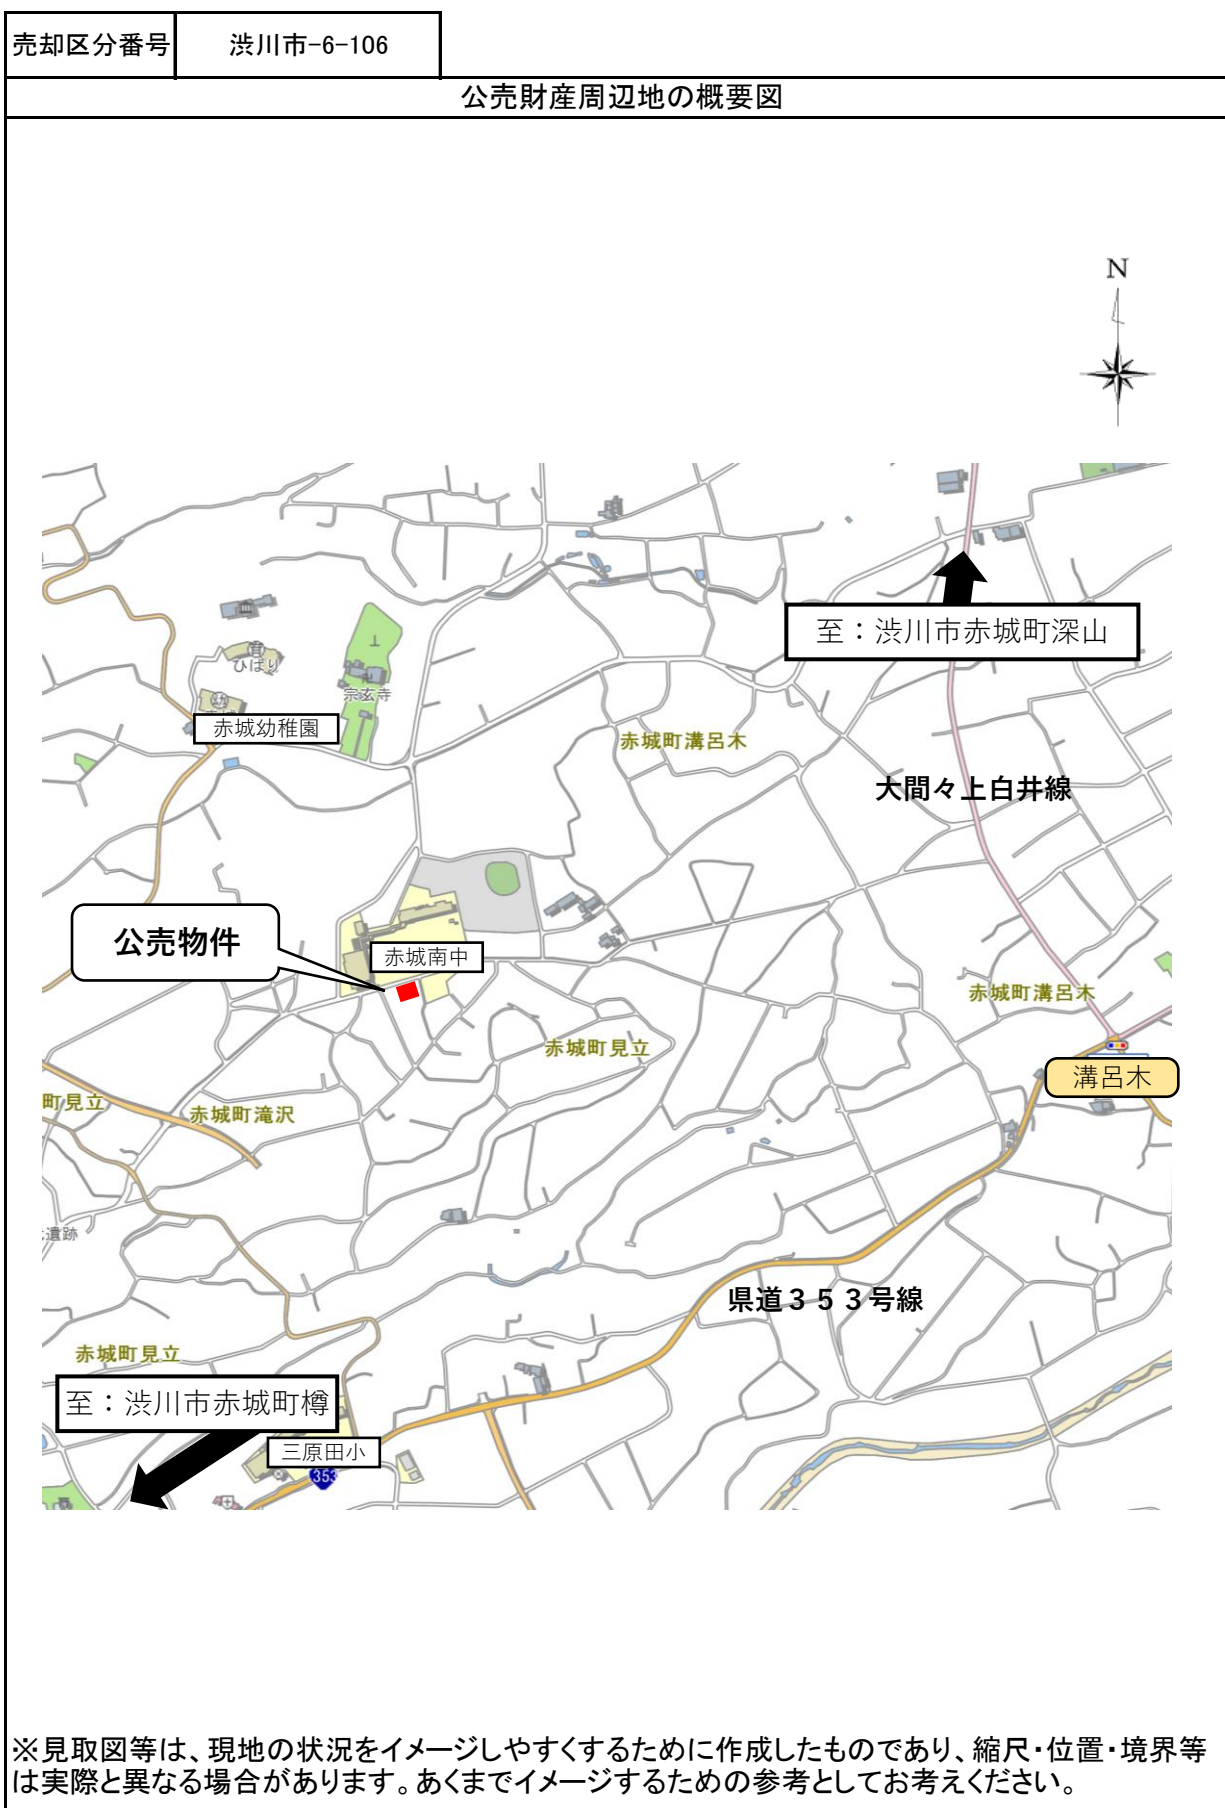 売却区分番号
渋川市-6-106
公売財産周辺地の概要図
N
至：渋川市赤城町深山
ひばり
宗玄寺
赤城幼稚園
赤城町溝呂木
大間々上白井線
公売物件
赤城南中
赤城町溝呂木
赤城町見立
溝呂木
町見立
赤城町滝沢
遺跡
県道３５３号線
赤城町見立
至：渋川市赤城町樽
三原田小
353
※見取図等は、現地の状況をイメージしやすくするために作成したものであり、縮尺・位置・境界等
は実際と異なる場合があります。あくまでイメージするための参考としてお考えください。